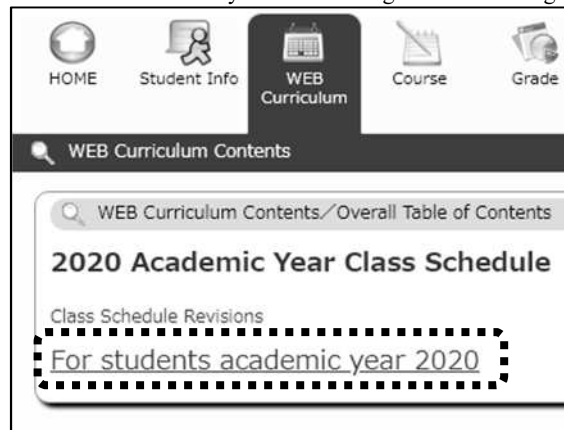 HOME
Student Info
WEB Curriculum
Course
Grade
WEB Curriculum Contents
WEB Curriculum Contents／Overall Table of Contents
2020 Academic Year Class Schedule
Class Schedule Revisions
For students academic year 2020